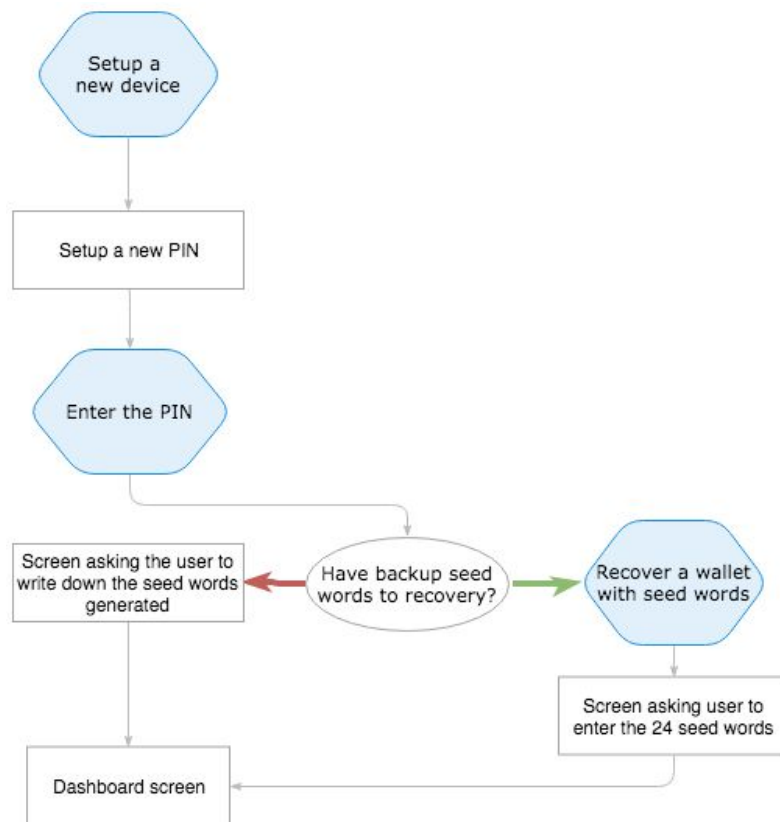 Setup a
new device
Setup a new PIN
Enter the PIN
Screen asking the user to
write down the seed words
generated
Have backup seed
words to recovery?
Recover a wallet
with seed words
Screen asking user to
enter the 24 seed words
Dashboard screen